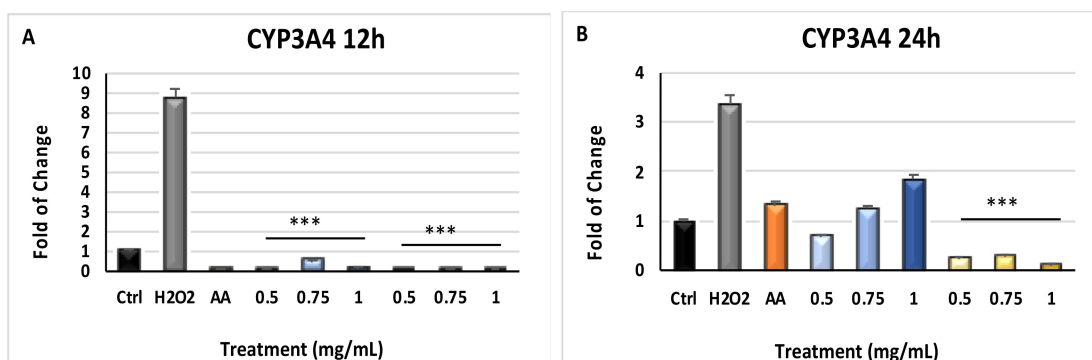 A
CYP3A4 12h
Fold of Change
10
9
8
7
6
5
4
3
2
1
0
*** ***
Ctrl H2O2 AA 0.5 0.75 1 0.5 0.75 1
Treatment (mg/mL)
B
CYP3A4 24h
Fold of Change
4
3
2
1
0
***
Ctrl H2O2 AA 0.5 0.75 1 0.5 0.75 1
Treatment (mg/mL)